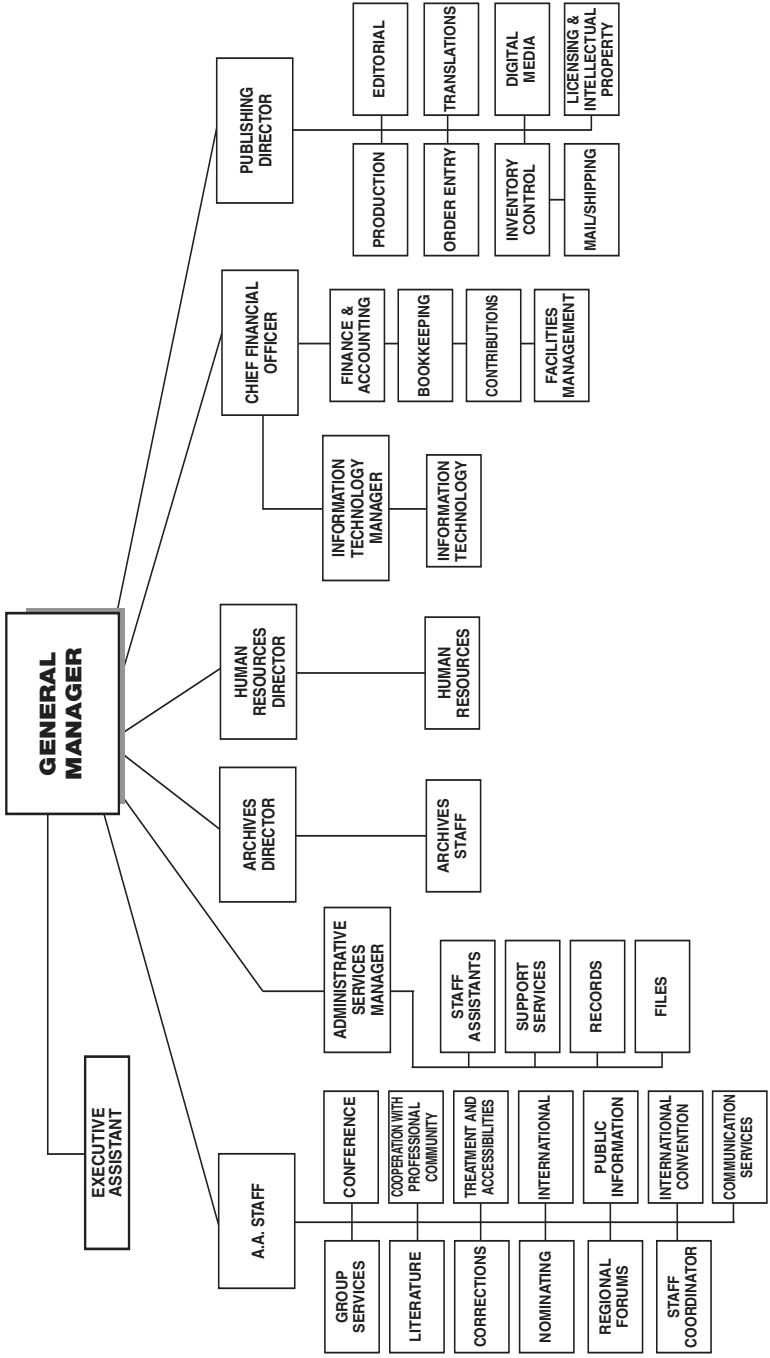 GENERAL
MANAGER
EXECUTIVE
ASSISTANT
A.A. STAFF
GROUP
SERVICES
CONFERENCE
LITERATURE
COOPERATION WITH
PROFESSIONAL
COMMUNITY
CORRECTIONS
TREATMENT AND
ACCESSIBILITIES
NOMINATING
INTERNATIONAL
REGIONAL
FORUMS
PUBLIC
INFORMATION
STAFF
COORDINATOR
INTERNATIONAL
CONVENTION
COMMUNICATION
SERVICES
ADMINISTRATIVE
SERVICES
MANAGER
STAFF
ASSISTANTS
SUPPORT
SERVICES
RECORDS
FILES
ARCHIVES
DIRECTOR
ARCHIVES
STAFF
HUMAN
RESOURCES
DIRECTOR
HUMAN
RESOURCES
CHIEF FINANCIAL
OFFICER
INFORMATION
TECHNOLOGY
MANAGER
INFORMATION
TECHNOLOGY
FINANCE &
ACCOUNTING
BOOKKEEPING
CONTRIBUTIONS
FACILITIES
MANAGEMENT
PUBLISHING
DIRECTOR
PRODUCTION
EDITORIAL
ORDER ENTRY
TRANSLATIONS
INVENTORY
CONTROL
DIGITAL
MEDIA
MAIL/SHIPPING
LICENSING &
INTELLECTUAL
PROPERTY